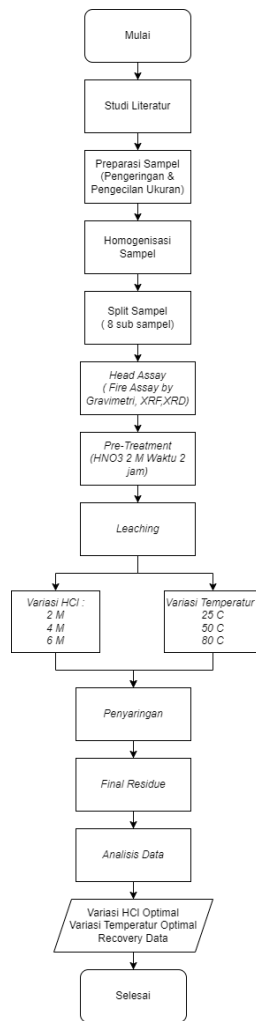 Mulai
Studi Literatur
Preparasi Sampel
(Pengeringan &
Pengecilan Ukuran)
Homogenisasi
Sampel
Split Sampel
( 8 sub sampel)
Head Assay
( Fire Assay by
Gravimetri, XRF,XRD)
Pre-Treatment
(HNO3 2 M Waktu 2
jam)
Leaching
Variasi HCl :
2 M
4 M
6 M
Variasi Temperatur
25 C
50 C
80 C
Penyaringan
Final Residue
Analisis Data
Variasi HCl Optimal
Variasi Temperatur Optimal
Recovery Data
Selesai